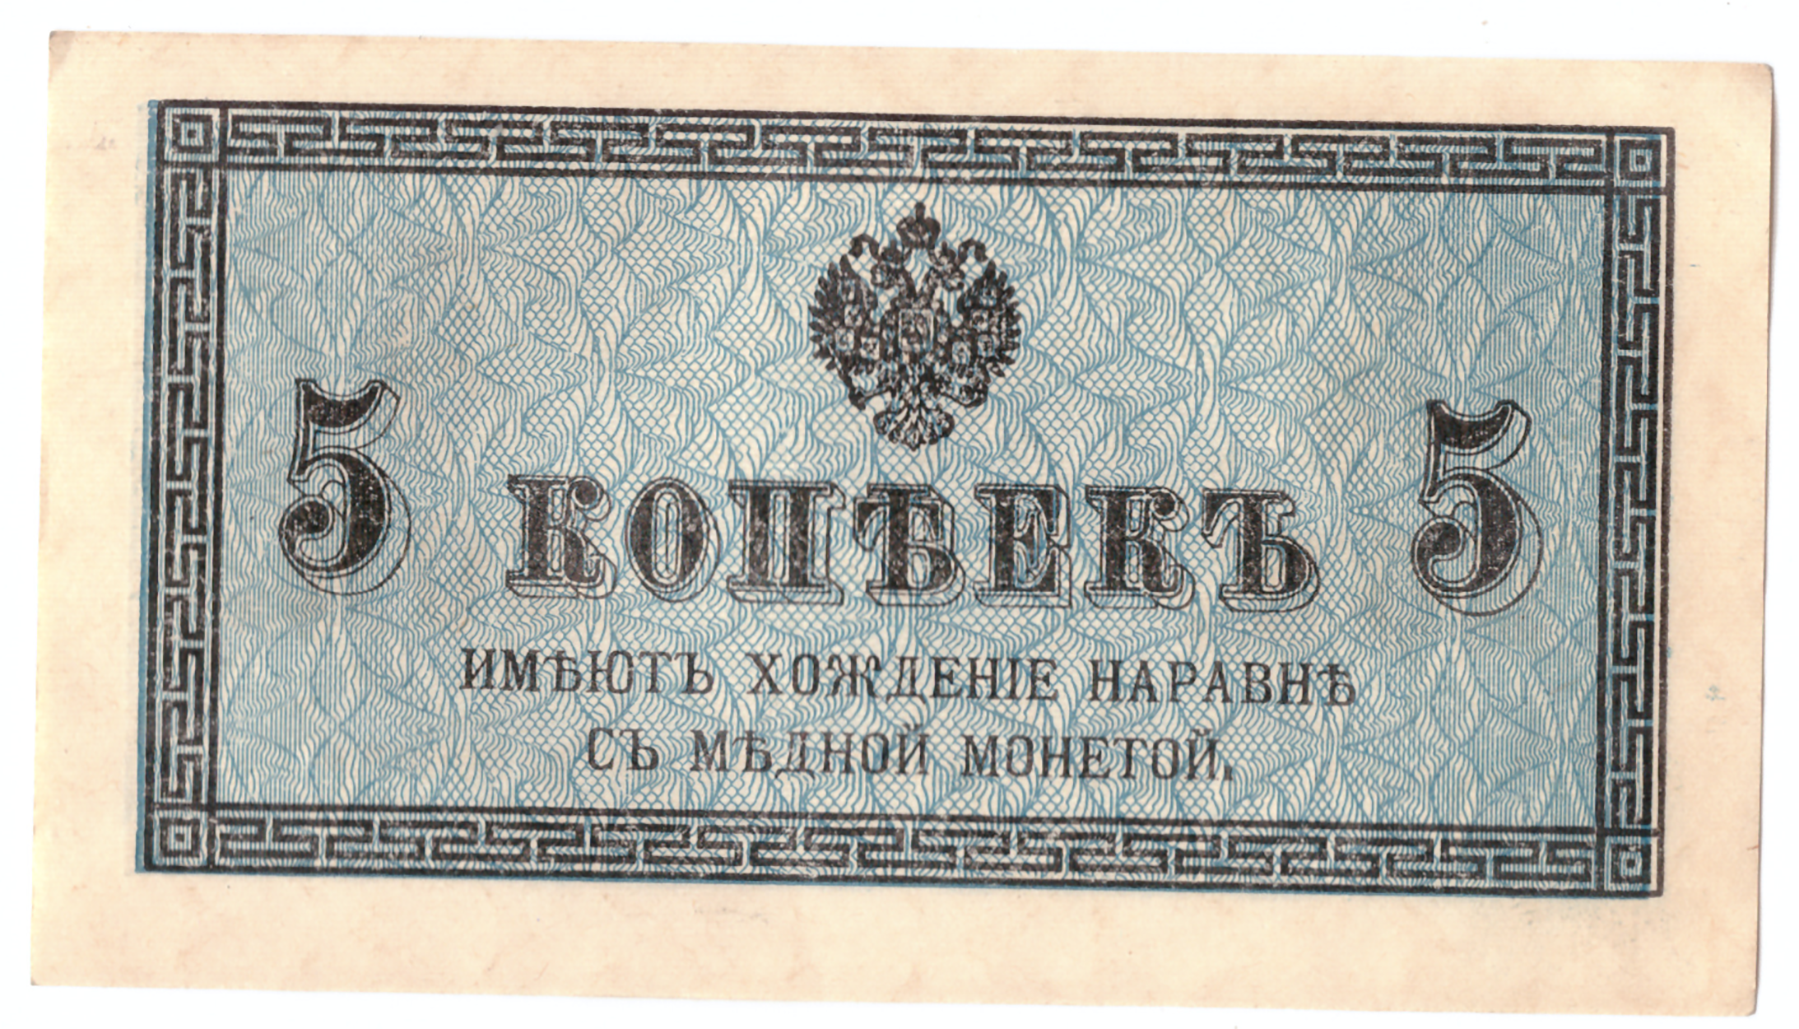 5 КОПѢЕКЪ 5
ИМѢЮТЪ ХОЖДЕНІЕ НАРАВНѢ
СЪ МѢДНОЙ МОНЕТОЙ.